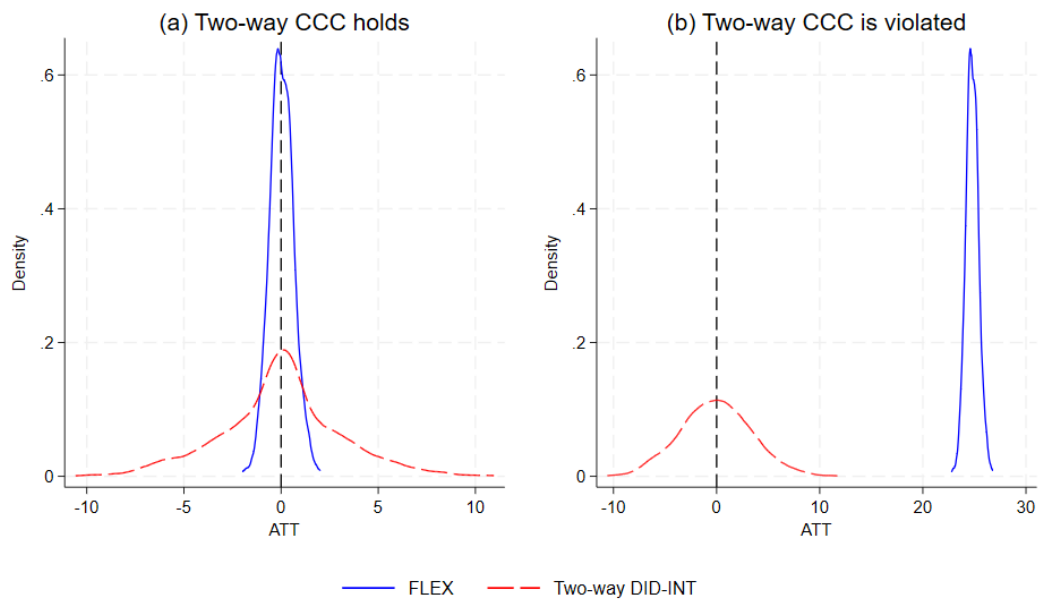 (a) Two-way CCC holds
.6
.4
.2
0
Density
-10
-5
0
5
10
ATT
(b) Two-way CCC is violated
.6
.4
.2
0
Density
-10
0
10
20
30
ATT
FLEX
Two-way DID-INT